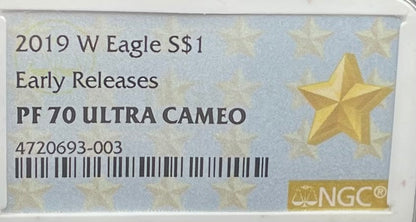 2019 W Eagle S$1
Early Releases
PF 70 ULTRA CAMEO
4720693-003
NGC®